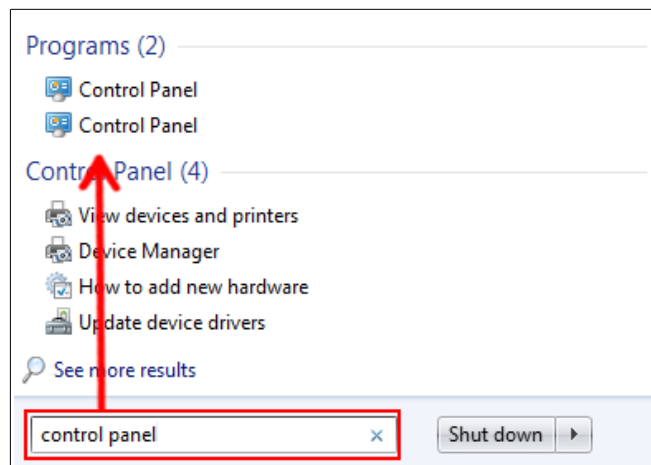 Programs (2)
Control Panel
Control Panel
Control Panel (4)
View devices and printers
Device Manager
How to add new hardware
Update device drivers
See more results
control panel
Shut down